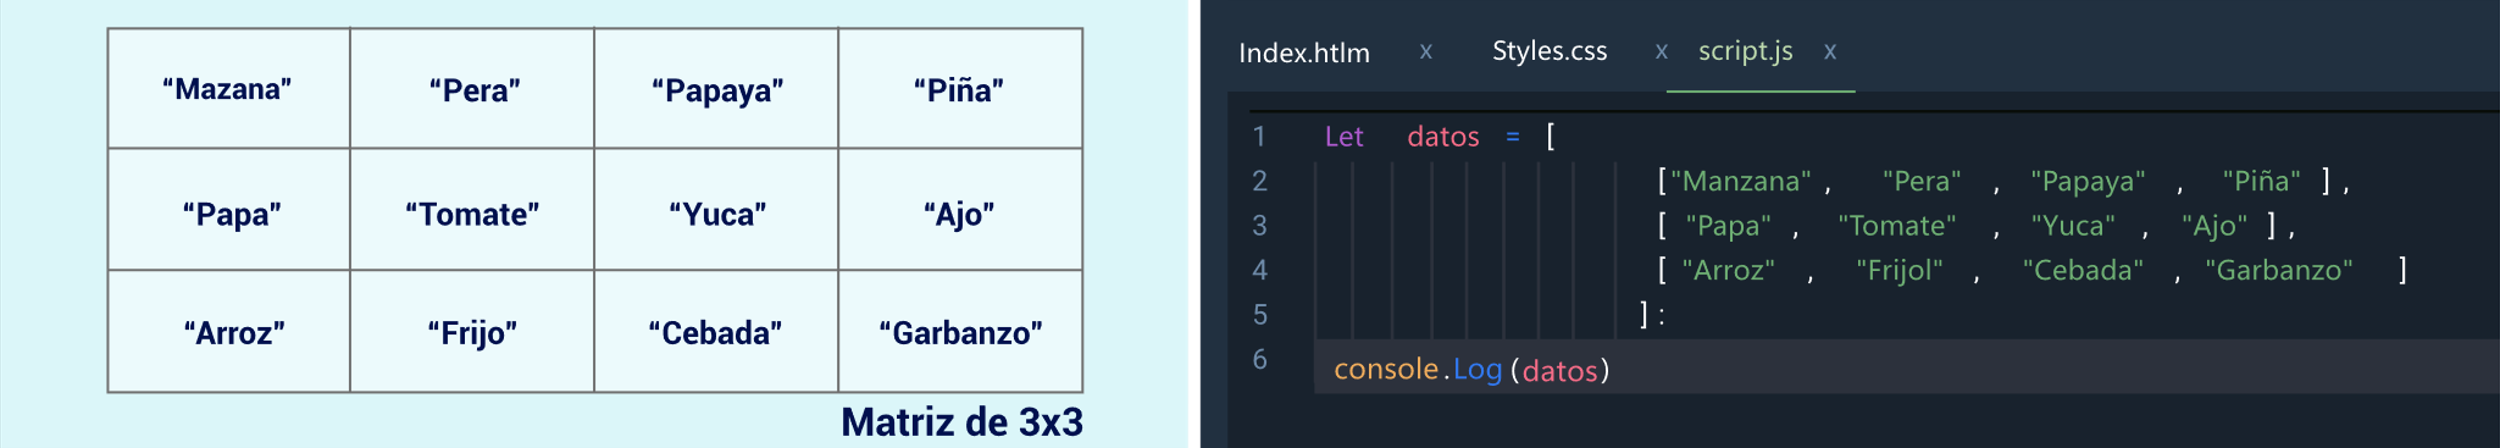 “Mazana” “Pera” “Papaya” “Piña”
“Papa” “Tomate” “Yuca” “Ajo”
“Arroz” “Frijo” “Cebada” “Garbanzo”
Matriz de 3x3
Index.htlm x Styles.css x script.js x
1 Let datos = [
2 ["Manzana" , "Pera" , "Papaya" , "Piña" ] ,
3 [ "Papa" , "Tomate" , "Yuca" , "Ajo" ] ,
4 [ "Arroz" , "Frijol" , "Cebada" , "Garbanzo" ]
5 ] :
6 console.Log(datos)